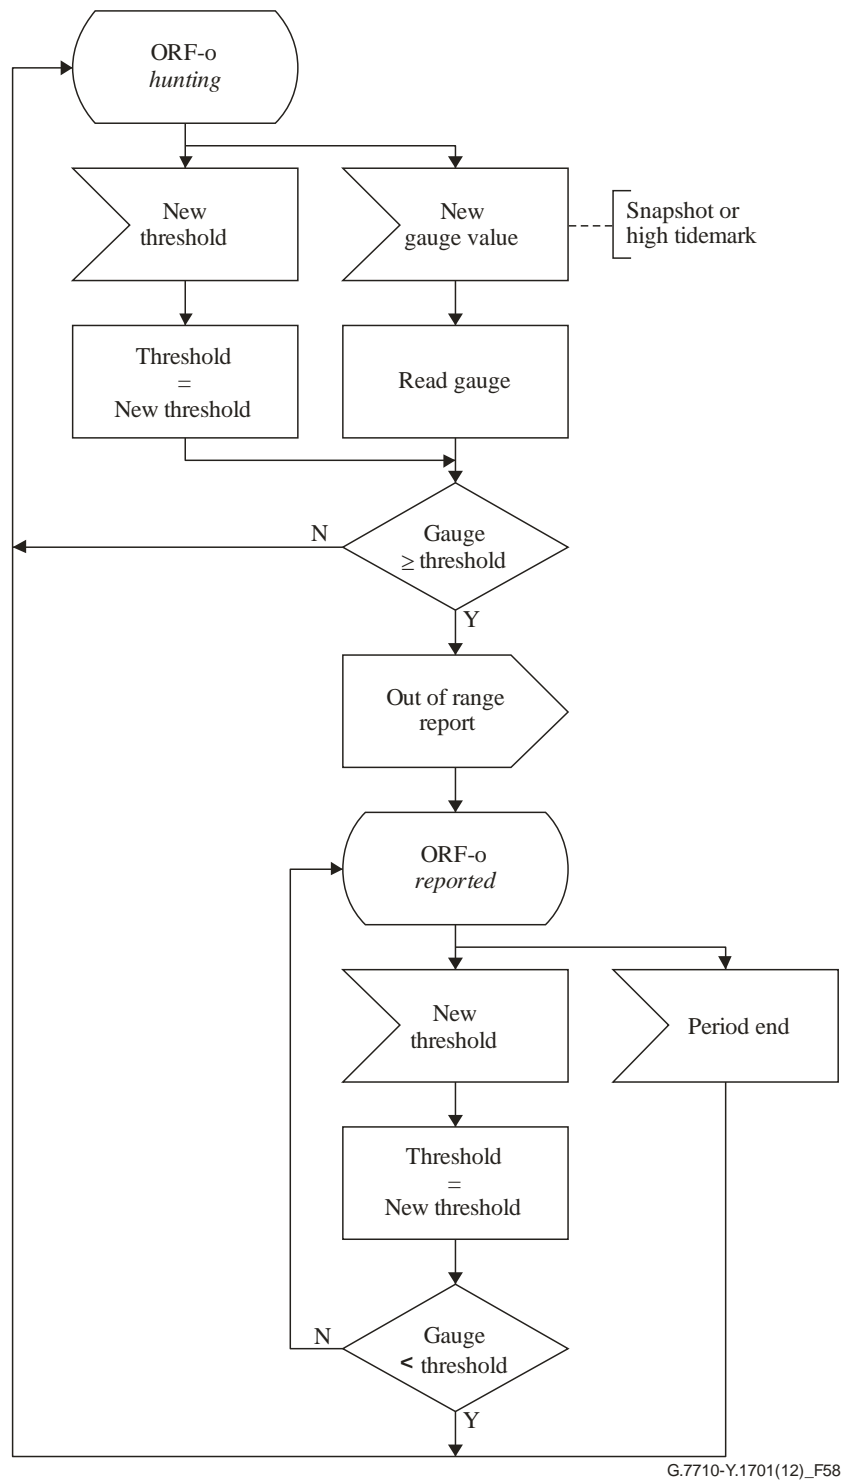 ORF-o
hunting
New
threshold
New
gauge value
Snapshot or
high tidemark
Threshold
=
New threshold
Read gauge
N
Gauge
≥ threshold
Y
Out of range
report
ORF-o
reported
New
threshold
Period end
Threshold
=
New threshold
N
Gauge
< threshold
Y
G.7710-Y.1701(12)_F58